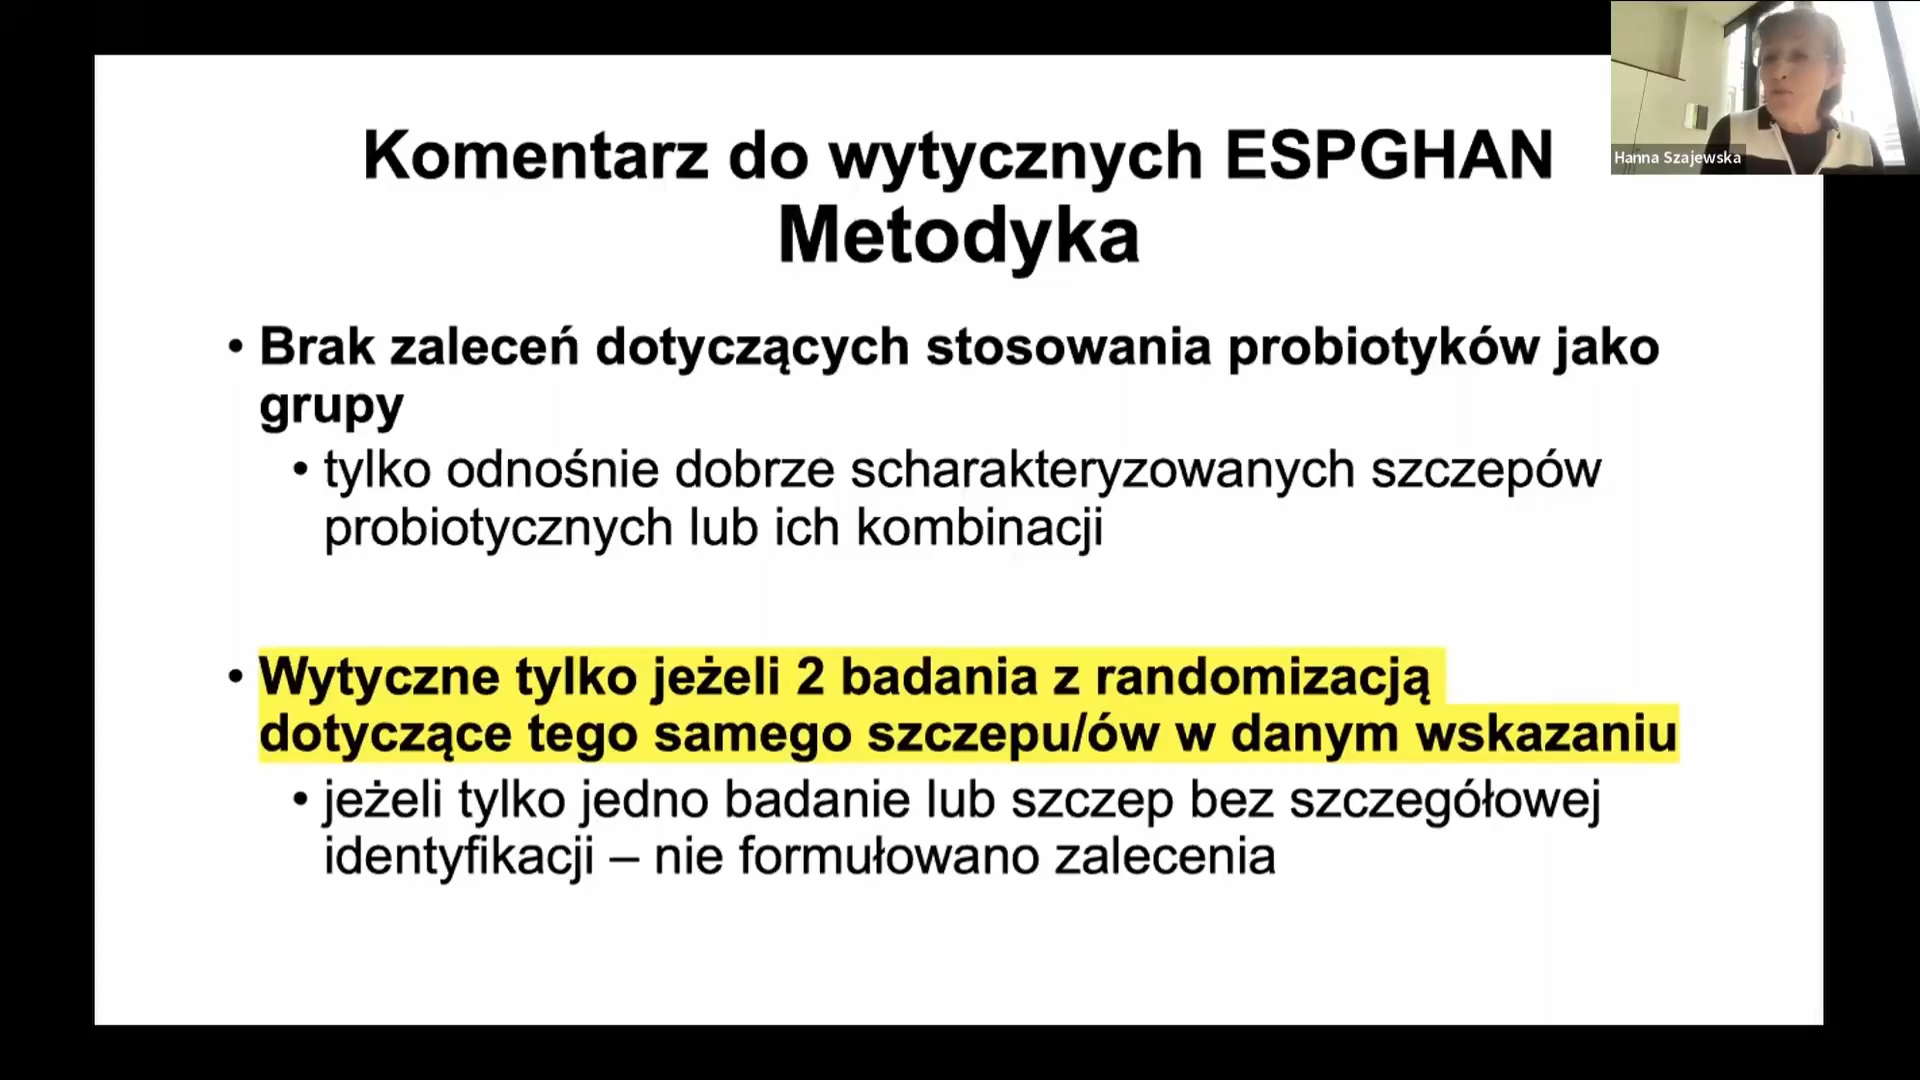 Komentarz do wytycznych ESPGHAN
Metodyka
Hanna Szajewska
• Brak zaleceń dotyczących stosowania probiotyków jako
grupy
• tylko odnośnie dobrze scharakteryzowanych szczepów
probiotycznych lub ich kombinacji
• Wytyczne tylko jeżeli 2 badania z randomizacją
dotyczące tego samego szczepu/ów w danym wskazaniu
• jeżeli tylko jedno badanie lub szczep bez szczegółowej
identyfikacji – nie formułowano zalecenia